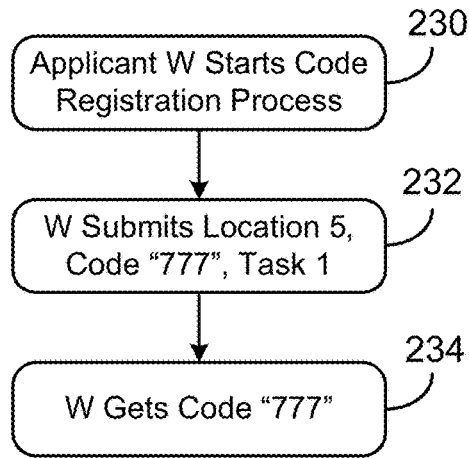 230
Applicant W Starts Code
Registration Process
232
W Submits Location 5,
Code “777”, Task 1
234
W Gets Code “777”